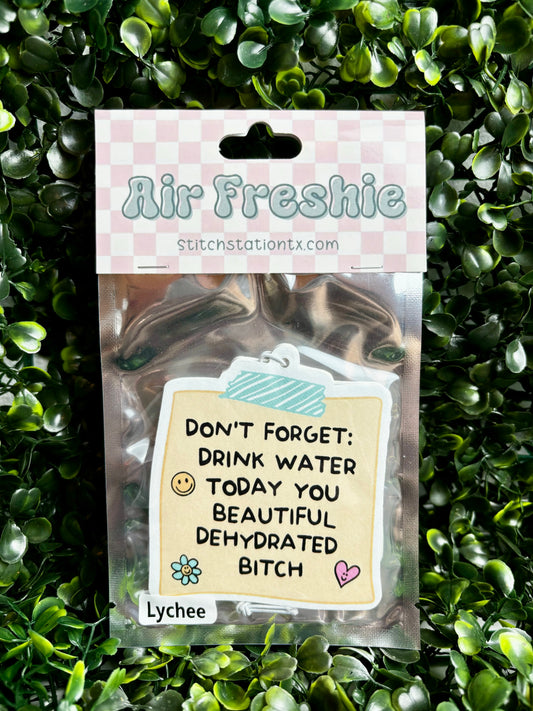 Air Freshie
Stitchstationtx.com
DON'T FORGET:
DRINK WATER
TODAY YOU
BEAUTIFUL
DEHYDRATED
BITCH
Lychee